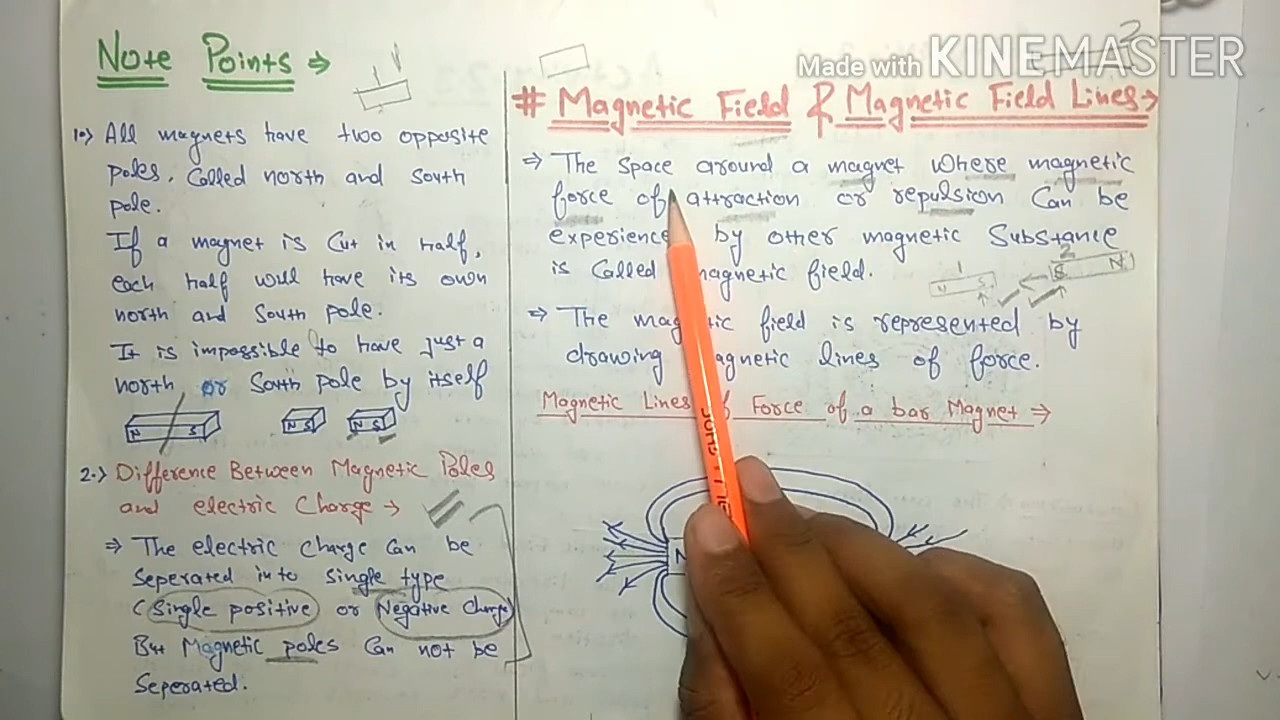 Made with KINEMASTER
Note Points ⇒
1.) All magnets have two opposite
poles. Called north and south
pole.
If a magnet is cut in half,
each half will have its own
north and south pole.
It is impossible to have just a
north or South pole by itself
N S N S N S
2.) Difference Between Magnetic Poles
and electric Charge →
⇒ The electric charge can be
seperated into single type
(Single positive) or Negative charge)
But Magnetic poles Can not be
Seperated.
2
# Magnetic Field & Magnetic Field Lines →
⇒ The space around a magnet where magnetic
force of attraction or repulsion Can be
experience by other magnetic Substance
is Called magnetic field.
1 N S 2 S N
⇒ The field is represented by
drawing lines of force.
Magnetic Lines of Force of a bar Magnet ⇒
N